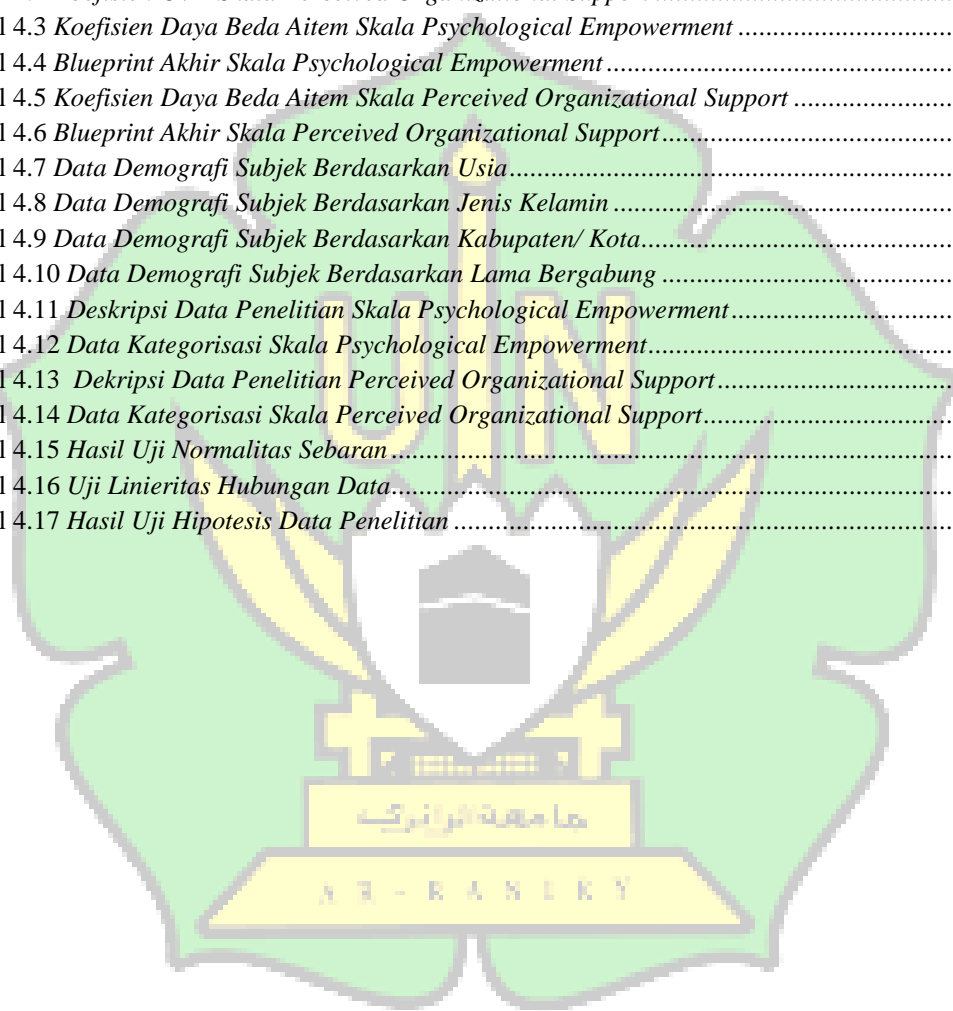 l 4.3 Koefisien Daya Beda Aitem Skala Psychological Empowerment ........................................
l 4.4 Blueprint Akhir Skala Psychological Empowerment ........................................
l 4.5 Koefisien Daya Beda Aitem Skala Perceived Organizational Support ........................................
l 4.6 Blueprint Akhir Skala Perceived Organizational Support ........................................
l 4.7 Data Demografi Subjek Berdasarkan Usia ........................................
l 4.8 Data Demografi Subjek Berdasarkan Jenis Kelamin ........................................
l 4.9 Data Demografi Subjek Berdasarkan Kabupaten/ Kota ........................................
l 4.10 Data Demografi Subjek Berdasarkan Lama Bergabung ........................................
l 4.11 Deskripsi Data Penelitian Skala Psychological Empowerment ........................................
l 4.12 Data Kategorisasi Skala Psychological Empowerment ........................................
l 4.13 Dekripsi Data Penelitian Perceived Organizational Support ........................................
l 4.14 Data Kategorisasi Skala Perceived Organizational Support ........................................
l 4.15 Hasil Uji Normalitas Sebaran ........................................
l 4.16 Uji Linieritas Hubungan Data ........................................
l 4.17 Hasil Uji Hipotesis Data Penelitian ........................................
UIN
جامعة الرانري
AR-RANIRY